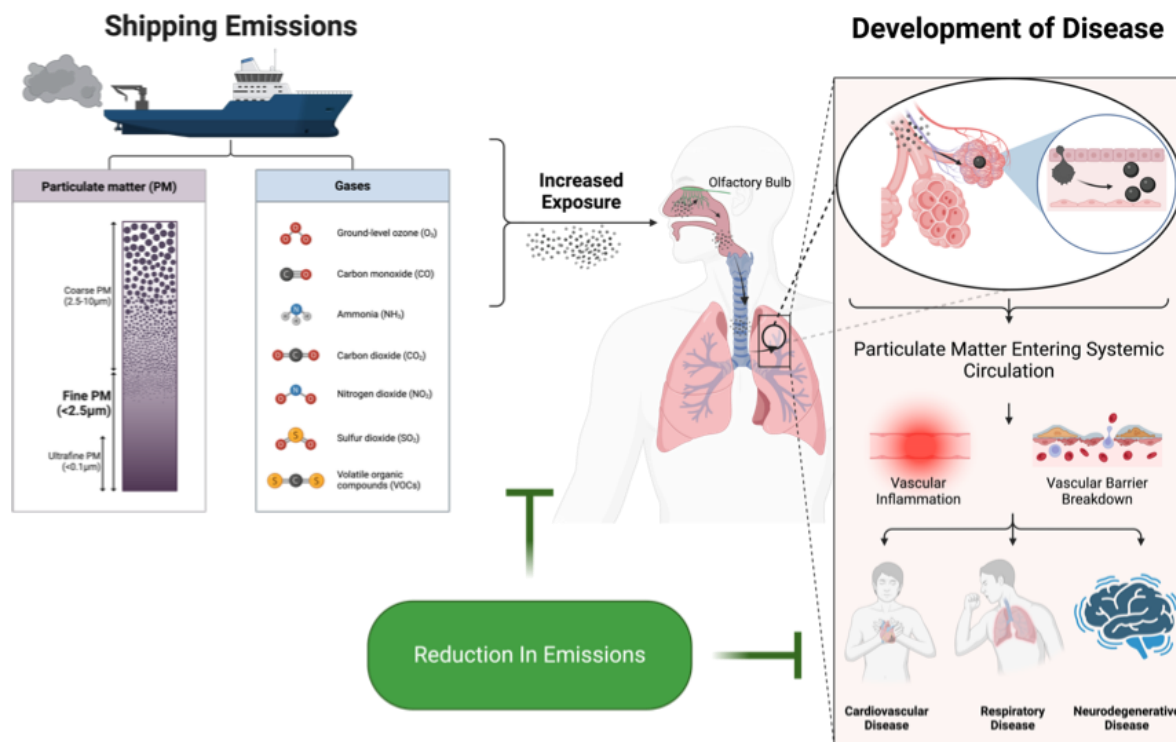 Shipping Emissions
Particulate matter (PM)
Coarse PM
(2.5-10μm)
Fine PM
(<2.5μm)
Ultrafine PM
(<0.1μm)
Gases
Ground-level ozone (O₃)
Carbon monoxide (CO)
Ammonia (NH₃)
Carbon dioxide (CO₂)
Nitrogen dioxide (NO₂)
Sulfur dioxide (SO₂)
Volatile organic
compounds (VOCs)
O
O
O
C
O
N
H
H
H
O
C
O
N
O
O
S
O
O
S
C
S
Increased
Exposure
Olfactory Bulb
Reduction In Emissions
Development of Disease
Particulate Matter Entering Systemic
Circulation
Vascular
Inflammation
Vascular Barrier
Breakdown
Cardiovascular
Disease
Respiratory
Disease
Neurodegenerative
Disease